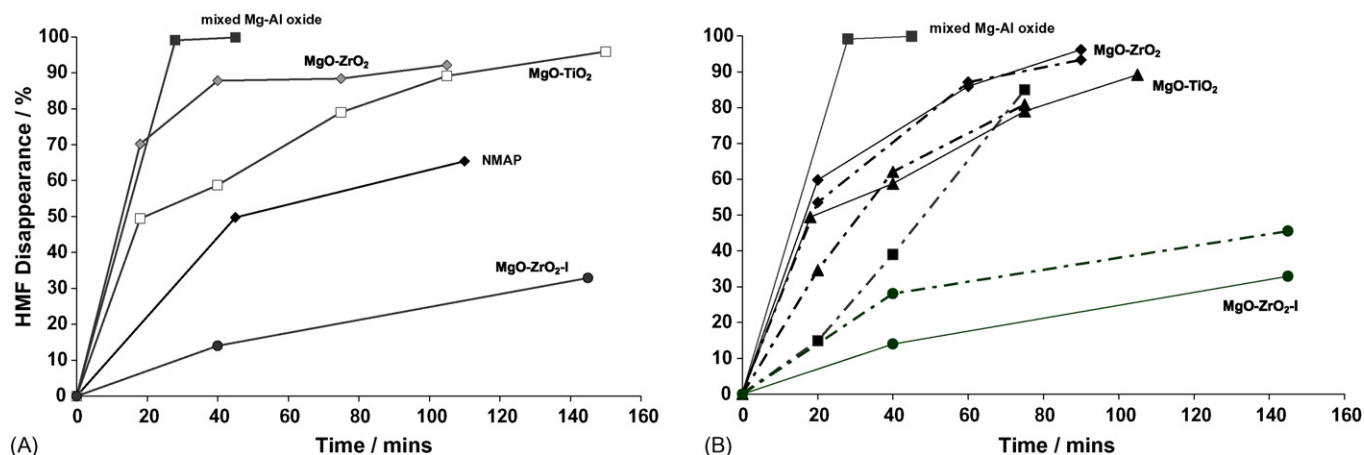 mixed Mg-Al oxide
100
90
80
70
60
50
40
30
20
10
0
HMF Disappearance / %
MgO-ZrO₂
MgO-TiO₂
NMAP
MgO-ZrO₂-I
0 20 40 60 80 100 120 140 160
Time / mins
(A)
mixed Mg-Al oxide
100
90
80
70
60
50
40
30
20
10
0
MgO-ZrO₂
MgO-TiO₂
MgO-ZrO₂-I
0 20 40 60 80 100 120 140 160
Time / mins
(B)